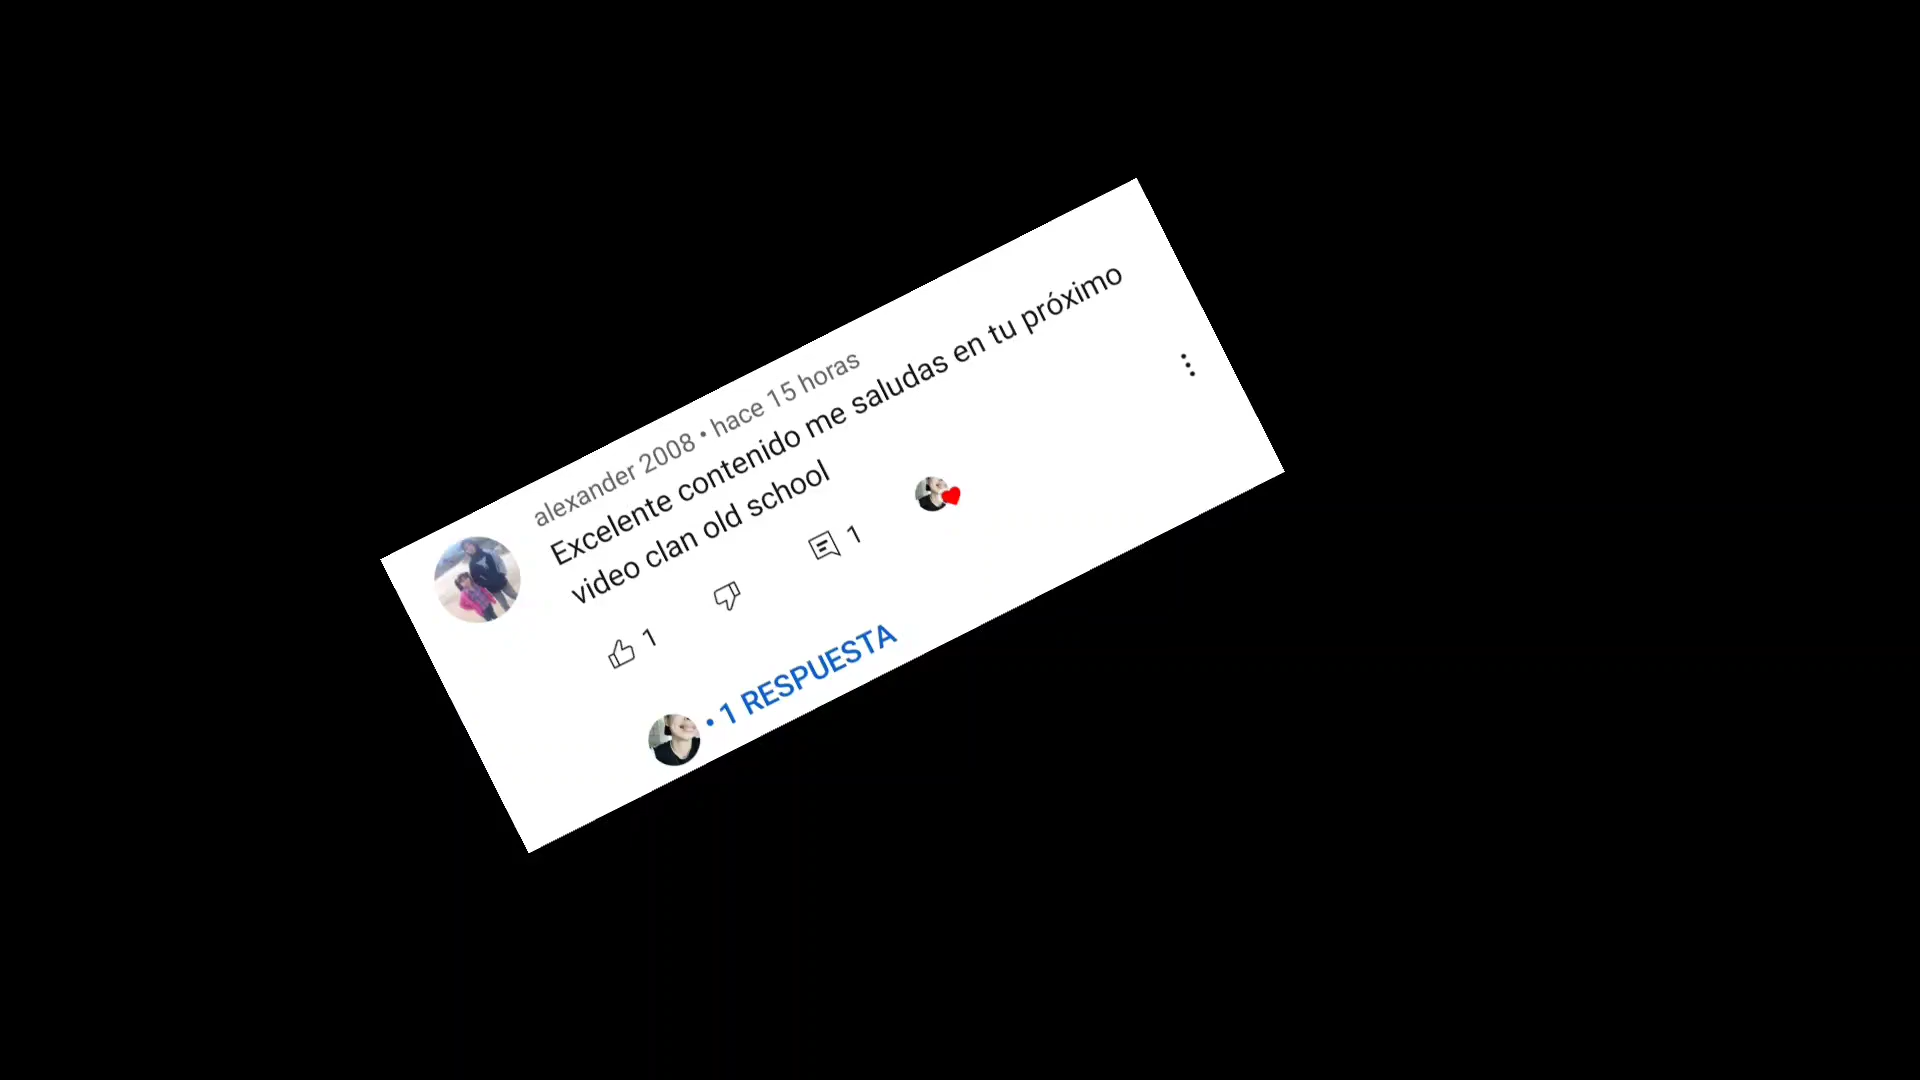 alexander 2008 • hace 15 horas
Excelente contenido me saludas en tu próximo
video clan old school
1
1
• 1 RESPUESTA